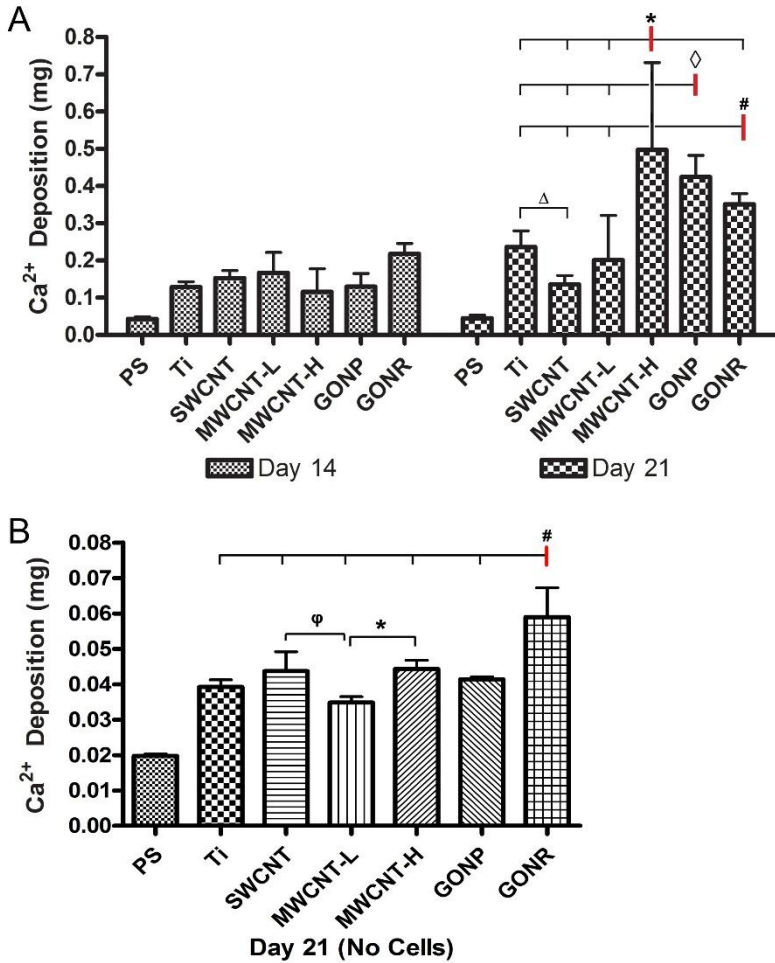 A
Ca2+ Deposition (mg)
0.8
0.7
0.6
0.5
0.4
0.3
0.2
0.1
0.0
*
◊
#
Δ
PS
Ti
SWCNT
MWCNT-L
MWCNT-H
GONP
GONR
PS
Ti
SWCNT
MWCNT-L
MWCNT-H
GONP
GONR
Day 14
Day 21
B
Ca2+ Deposition (mg)
0.08
0.07
0.06
0.05
0.04
0.03
0.02
0.01
0.00
#
φ
*
PS
Ti
SWCNT
MWCNT-L
MWCNT-H
GONP
GONR
Day 21 (No Cells)